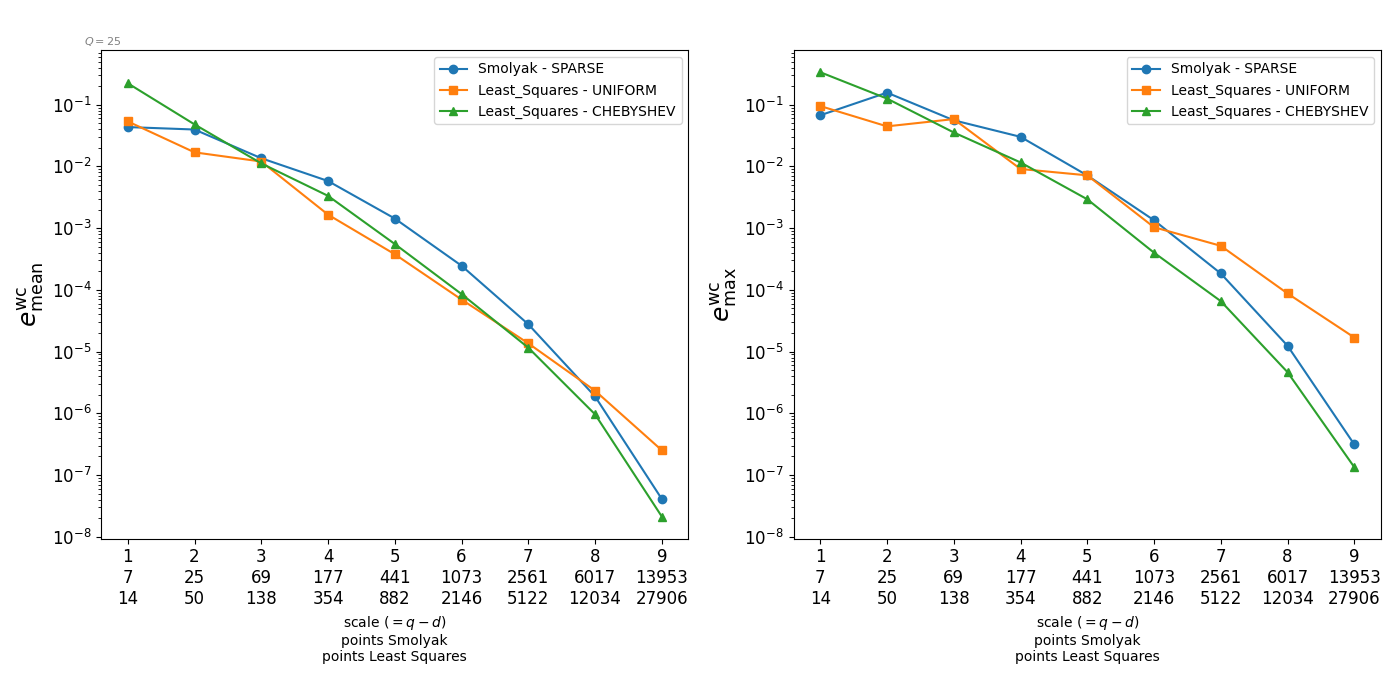 Q = 25
Smolyak - SPARSE
Least_Squares - UNIFORM
Least_Squares - CHEBYSHEV
e^wc_mean
10^-1
10^-2
10^-3
10^-4
10^-5
10^-6
10^-7
10^-8
1 2 3 4 5 6 7 8 9
7 25 69 177 441 1073 2561 6017 13953
14 50 138 354 882 2146 5122 12034 27906
scale (= q − d)
points Smolyak
points Least Squares
Smolyak - SPARSE
Least_Squares - UNIFORM
Least_Squares - CHEBYSHEV
e^wc_max
10^-1
10^-2
10^-3
10^-4
10^-5
10^-6
10^-7
10^-8
1 2 3 4 5 6 7 8 9
7 25 69 177 441 1073 2561 6017 13953
14 50 138 354 882 2146 5122 12034 27906
scale (= q − d)
points Smolyak
points Least Squares